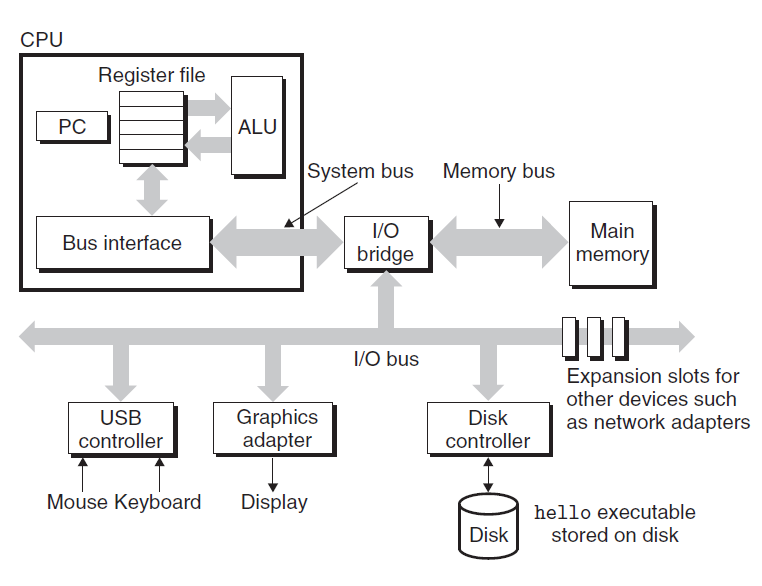 CPU
Register file
PC
ALU
System bus
Memory bus
Bus interface
I/O
bridge
Main
memory
I/O bus
Expansion slots for
other devices such
as network adapters
USB
controller
Graphics
adapter
Disk
controller
Mouse Keyboard
Display
Disk
hello executable
stored on disk